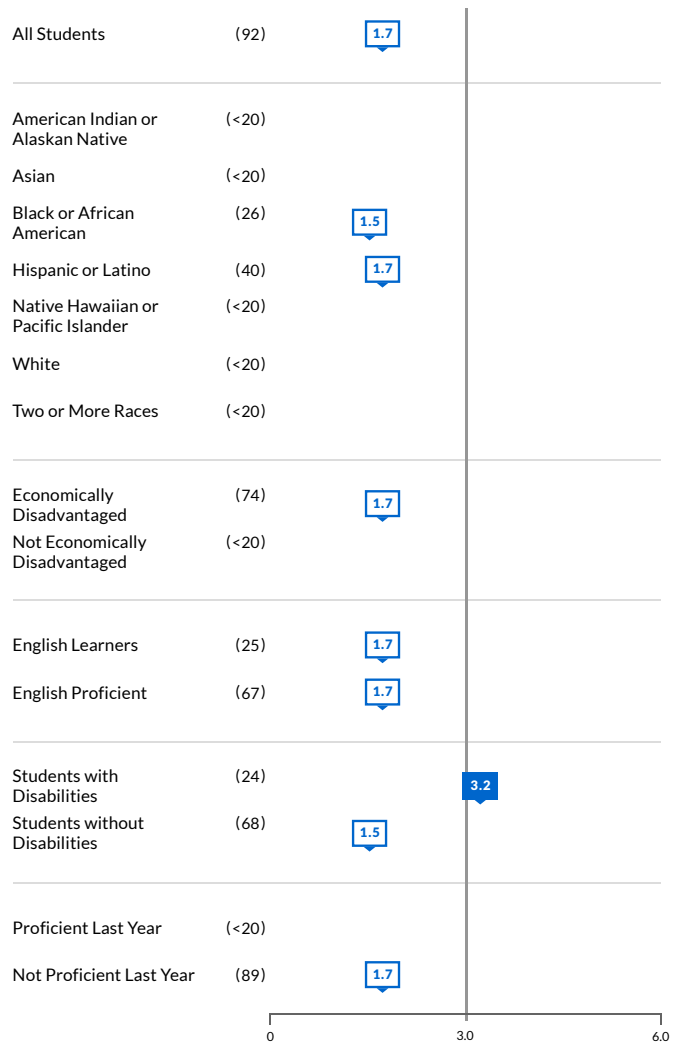 All Students (92) 1.7
American Indian or (<20)
Alaskan Native
Asian (<20)
Black or African (26) 1.5
American
Hispanic or Latino (40) 1.7
Native Hawaiian or (<20)
Pacific Islander
White (<20)
Two or More Races (<20)
Economically (74) 1.7
Disadvantaged
Not Economically (<20)
Disadvantaged
English Learners (25) 1.7
English Proficient (67) 1.7
Students with (24) 3.2
Disabilities
Students without (68) 1.5
Disabilities
Proficient Last Year (<20)
Not Proficient Last Year (89) 1.7
0 3.0 6.0